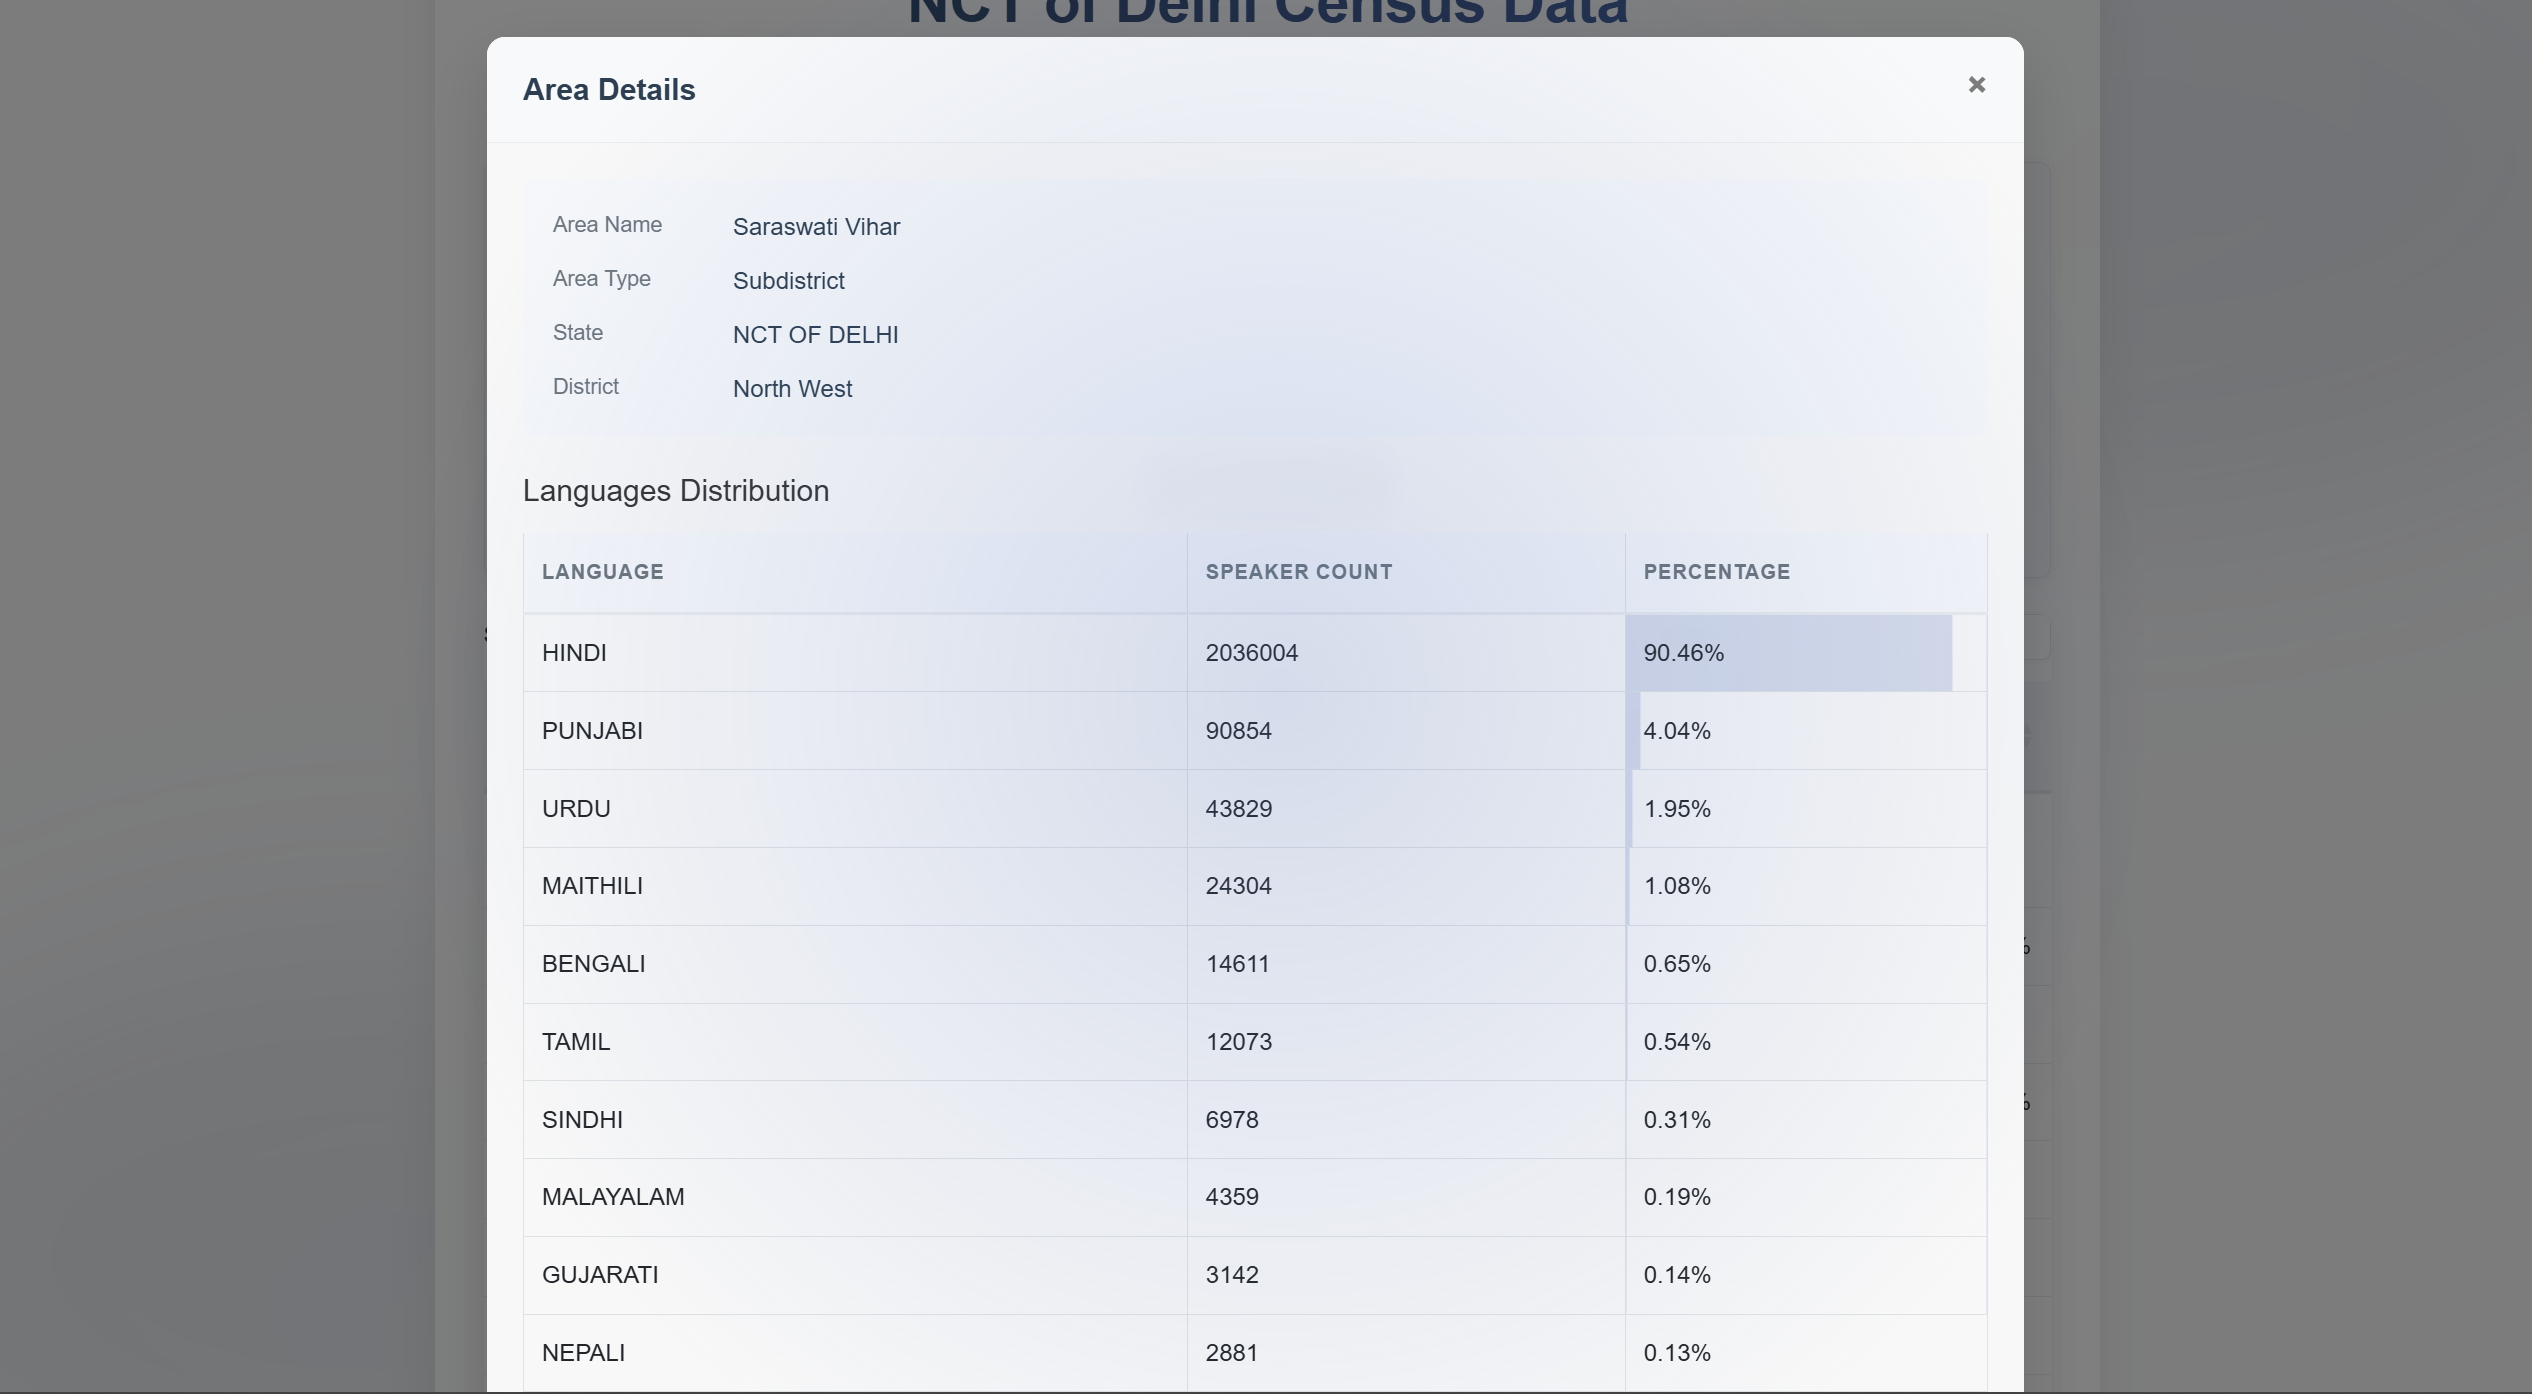 NCT of Delhi Census Data
Area Details
×
Area Name Saraswati Vihar
Area Type Subdistrict
State NCT OF DELHI
District North West
Languages Distribution
LANGUAGE SPEAKER COUNT PERCENTAGE
HINDI 2036004 90.46%
PUNJABI 90854 4.04%
URDU 43829 1.95%
MAITHILI 24304 1.08%
BENGALI 14611 0.65%
TAMIL 12073 0.54%
SINDHI 6978 0.31%
MALAYALAM 4359 0.19%
GUJARATI 3142 0.14%
NEPALI 2881 0.13%